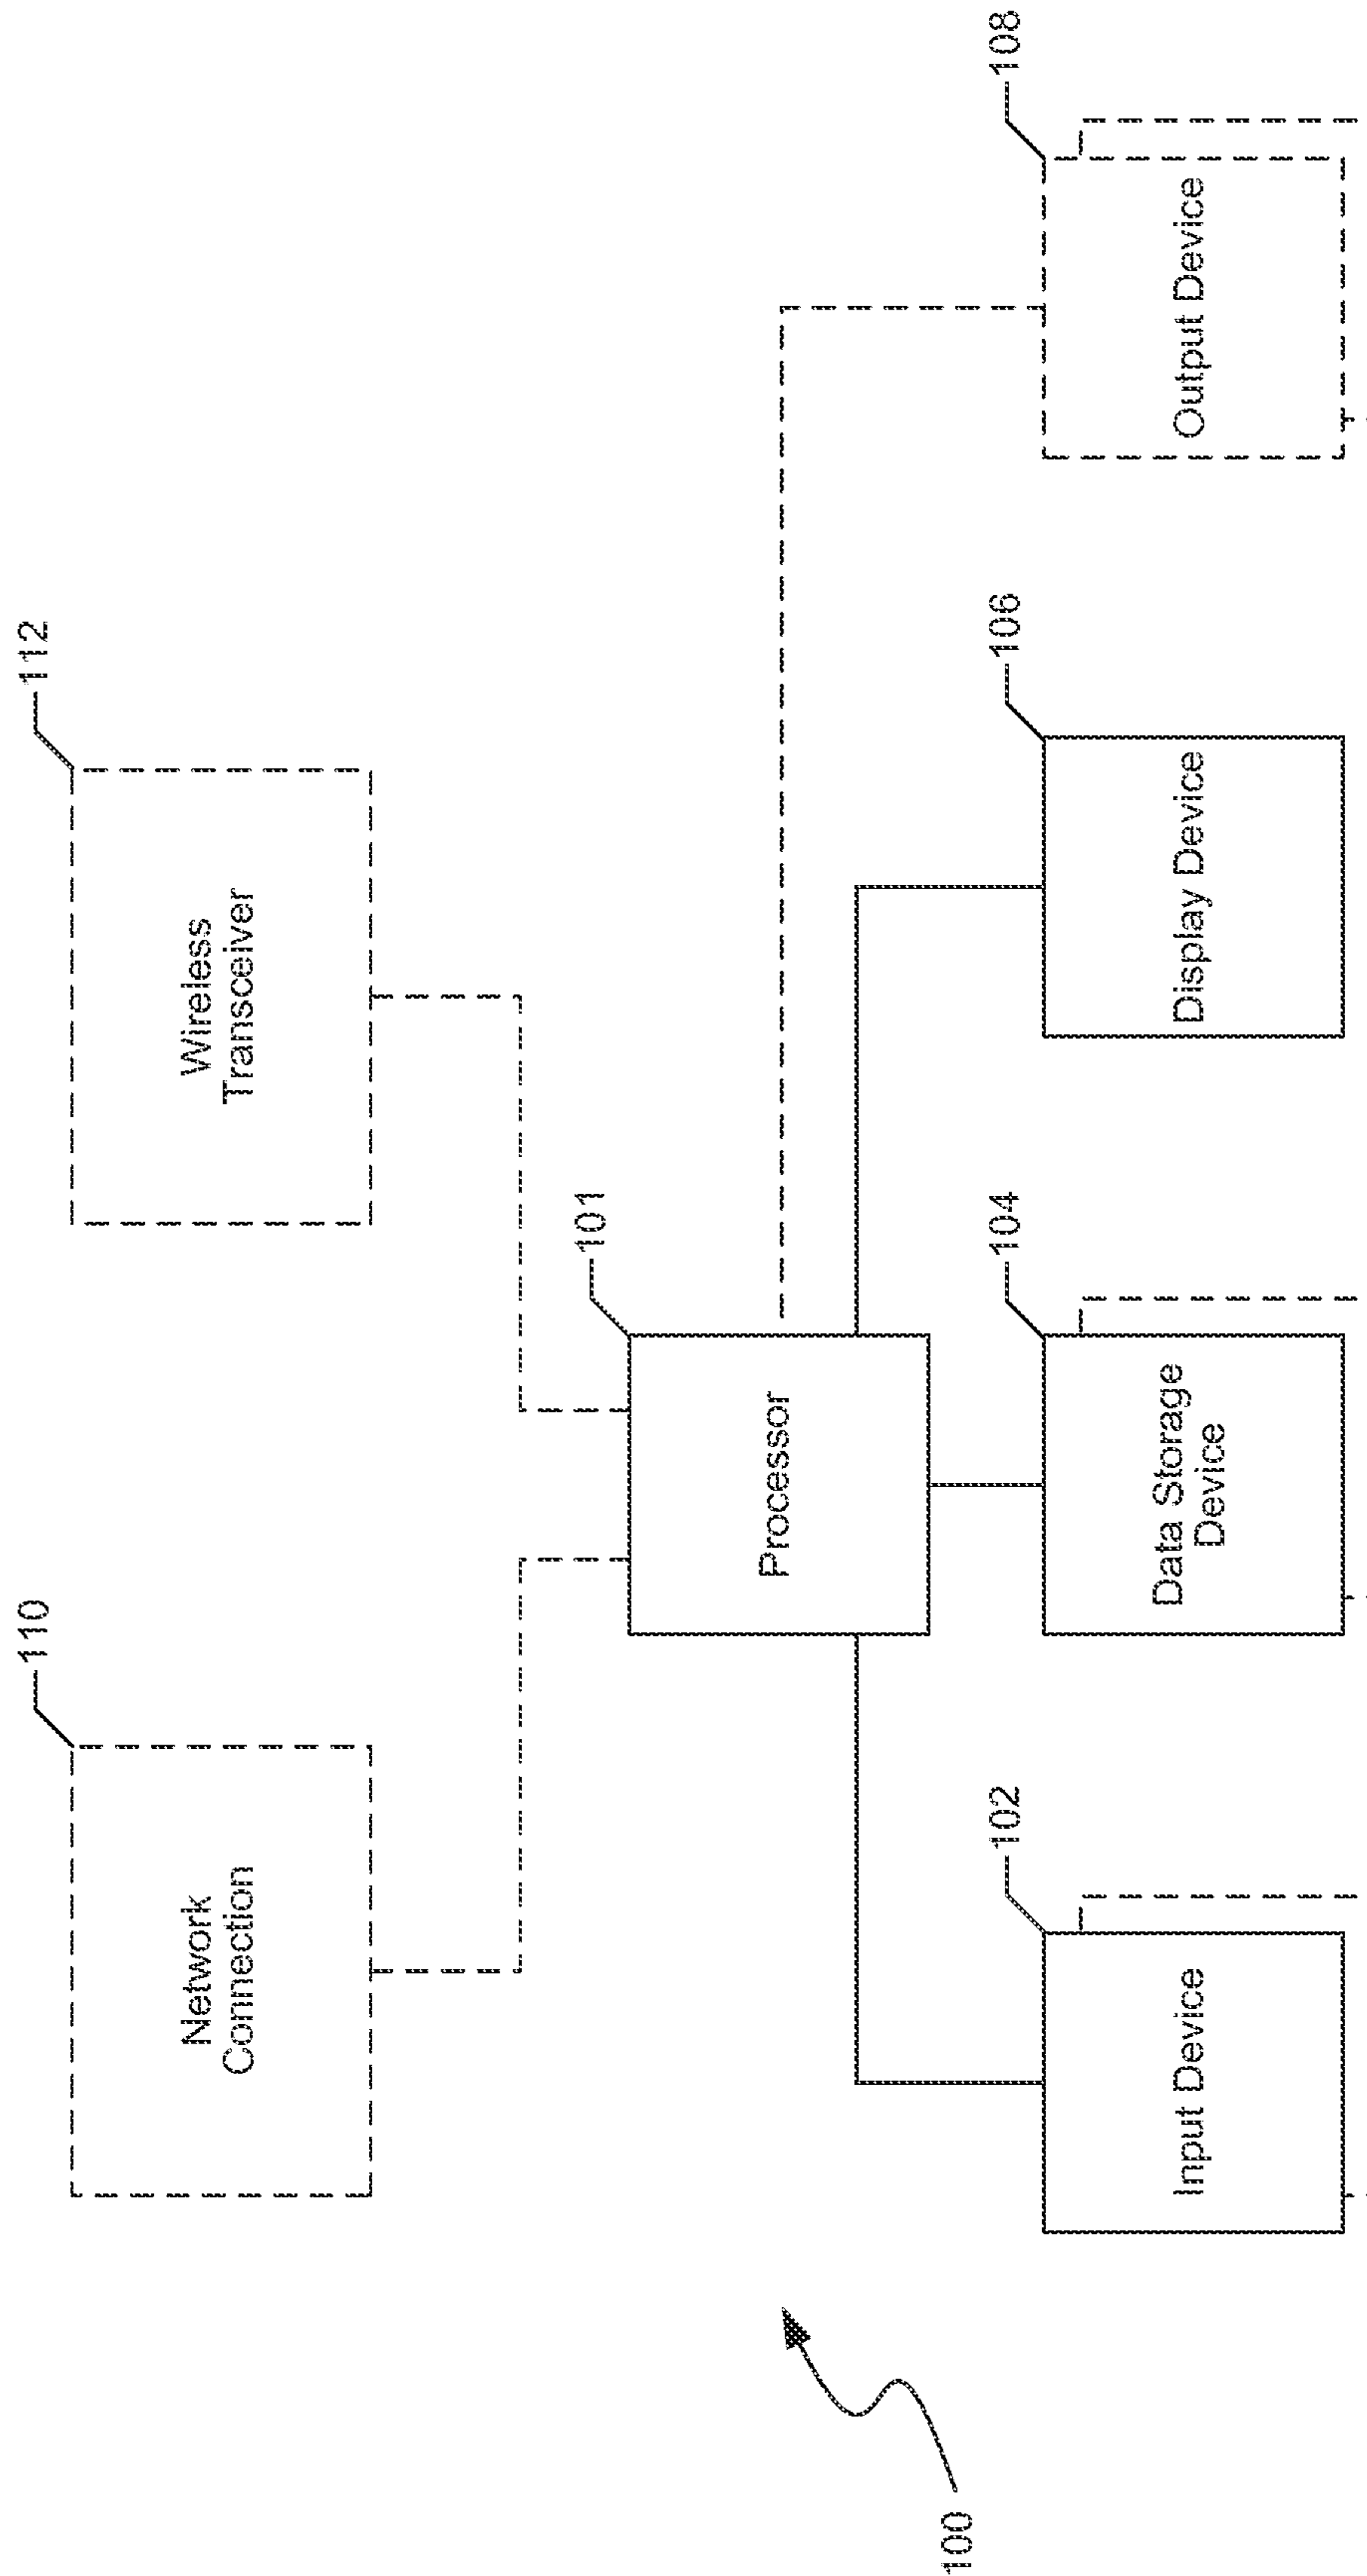 110
Network
Connection
112
Wireless
Transceiver
101
Processor
100
102
Input Device
104
Data Storage
Device
106
Display Device
108
Output Device